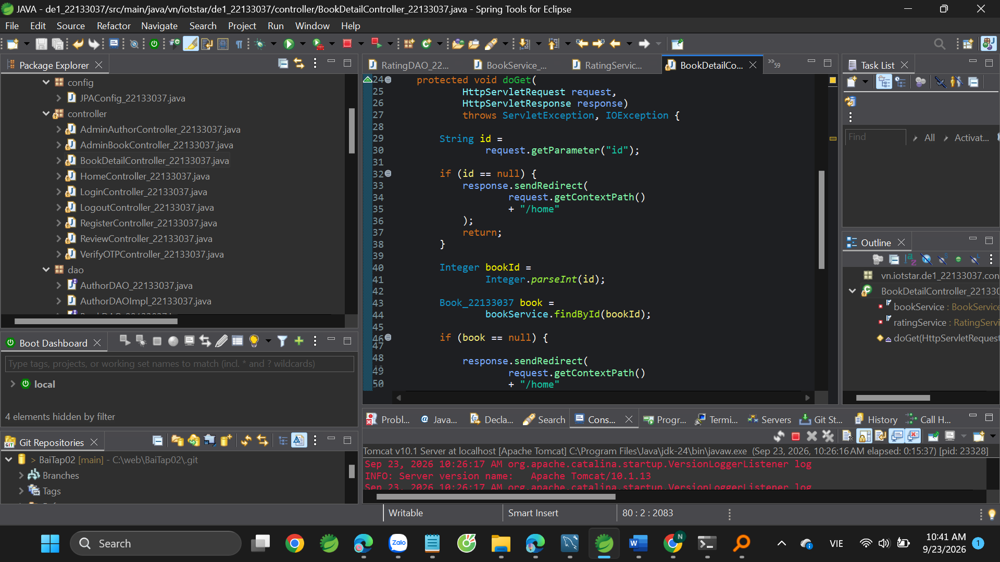 JAVA - de1_22133037/src/main/java/vn/iotstar/de1_22133037/controller/BookDetailController_22133037.java - Spring Tools for Eclipse
File Edit Source Refactor Navigate Search Project Run Window Help
Package Explorer
config
JPAConfig_22133037.java
controller
AdminAuthorController_22133037.java
AdminBookController_22133037.java
BookDetailController_22133037.java
HomeController_22133037.java
LoginController_22133037.java
LogoutController_22133037.java
RegisterController_22133037.java
ReviewController_22133037.java
VerifyOTPController_22133037.java
dao
AuthorDAO_22133037.java
AuthorDAOImpl_22133037.java
Boot Dashboard
Type tags, projects, or working set names to match (incl. * and ? wildcards)
local
4 elements hidden by filter
Git Repositories
> BaiTap02 [main] - C:\web\BaiTap02\.git
Branches
Tags
RatingDAO_22... BookService_... RatingServic... BookDetailCo... »59
24 protected void doGet(
25 HttpServletRequest request,
26 HttpServletResponse response)
27 throws ServletException, IOException {
28
29 String id =
30 request.getParameter("id");
31
32 if (id == null) {
33 response.sendRedirect(
34 request.getContextPath()
35 + "/home"
36 );
37 return;
38 }
39
40 Integer bookId =
41 Integer.parseInt(id);
42
43 Book_22133037 book =
44 bookService.findById(bookId);
45
46 if (book == null) {
47
48 response.sendRedirect(
49 request.getContextPath()
50 + "/home"
Task List
Find All Activat...
Outline
vn.iotstar.de1_22133037.con
BookDetailController_221330
bookService : BookService
ratingService : RatingServi
doGet(HttpServletRequest
Probl... Java... Decla... Search Cons... Progr... Termi... Servers Git St... History Call H...
Tomcat v10.1 Server at localhost [Apache Tomcat] C:\Program Files\Java\jdk-24\bin\javaw.exe (Sep 23, 2026, 10:26:16 AM elapsed: 0:15:37) [pid: 23328]
Sep 23, 2026 10:26:17 AM org.apache.catalina.startup.VersionLoggerListener log
INFO: Server version name: Apache Tomcat/10.1.13
Sep 23, 2026 10:26:17 AM org.apache.catalina.startup.VersionLoggerListener log
Writable Smart Insert 80 : 2 : 2083
Search
Zalo
N
VIE
10:41 AM
9/23/2026
1